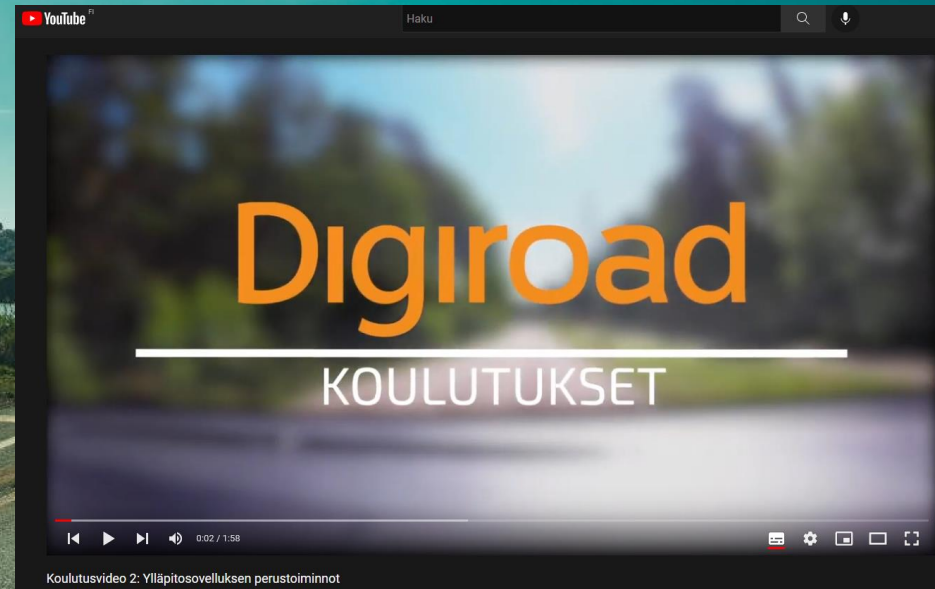 YouTube FI
Haku
Digiroad
KOULUTUKSET
0:02 / 1:58
Koulutusvideo 2: Ylläpitosovelluksen perustoiminnot